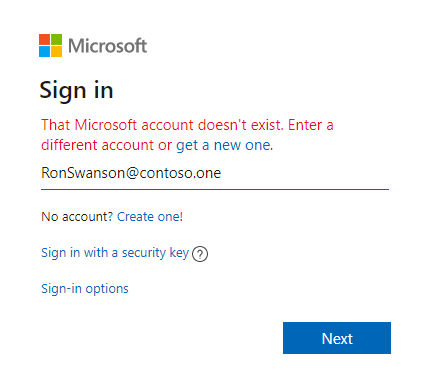 Microsoft
Sign in
That Microsoft account doesn't exist. Enter a
different account or get a new one.
RonSwanson@contoso.one
No account? Create one!
Sign in with a security key ?
Sign-in options
Next